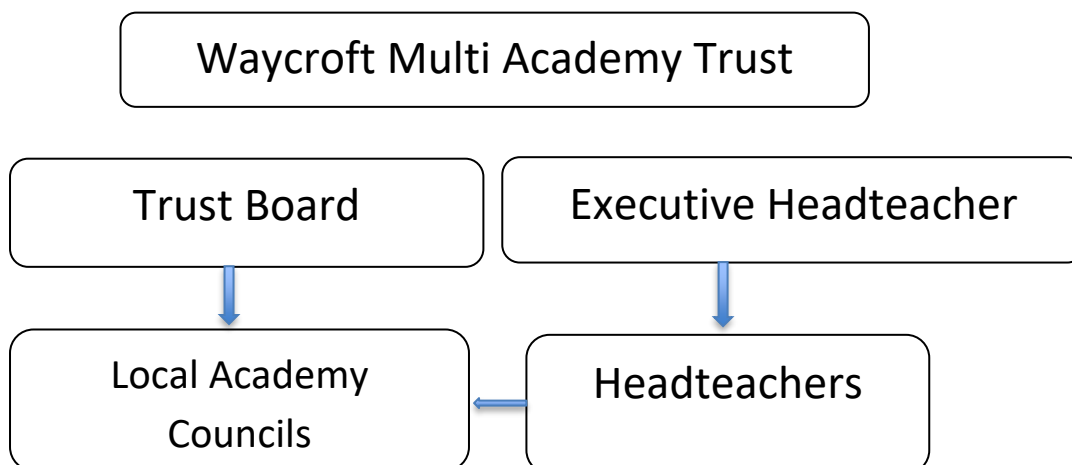 Waycroft Multi Academy Trust
Trust Board
Executive Headteacher
Local Academy
Councils
Headteachers